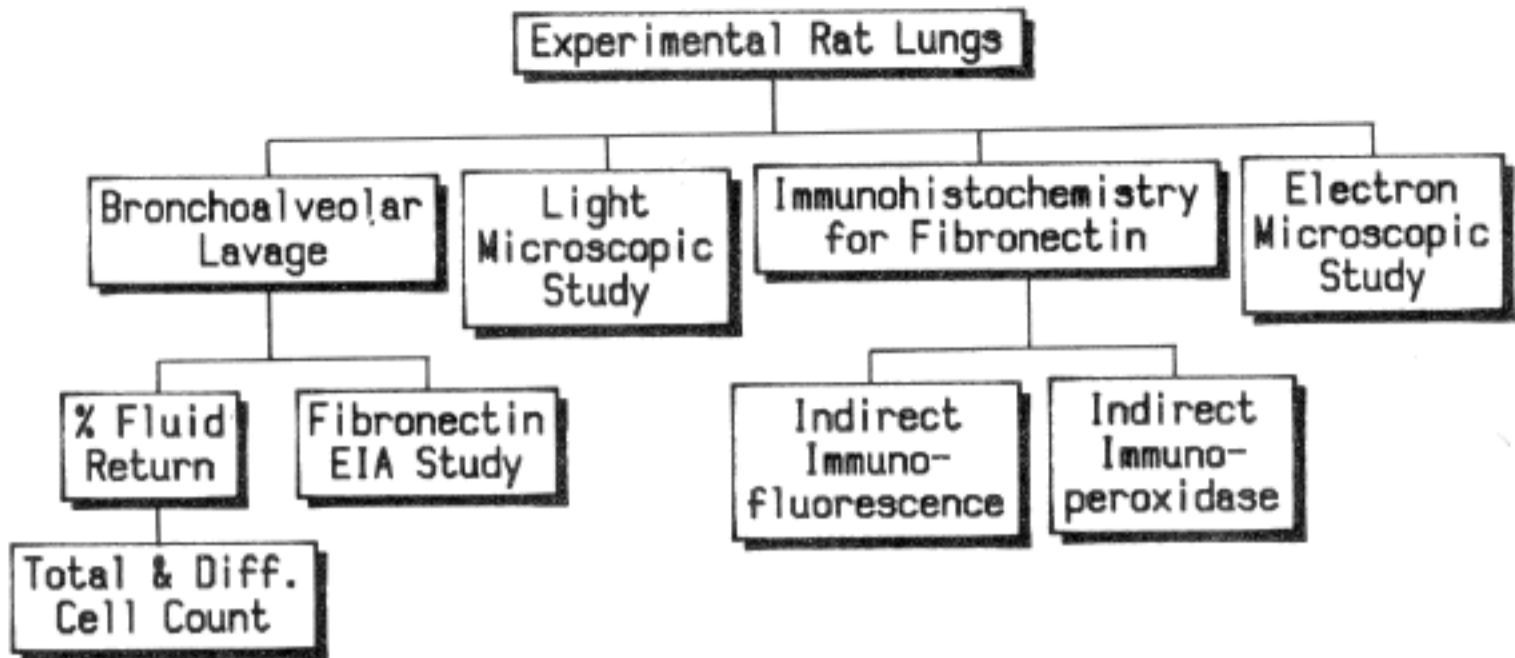 Experimental Rat Lungs
Bronchoalveolar
Lavage
Light
Microscopic
Study
Immunohistochemistry
for Fibronectin
Electron
Microscopic
Study
% Fluid
Return
Fibronectin
EIA Study
Indirect
Immuno-
fluorescence
Indirect
Immuno-
peroxidase
Total & Diff.
Cell Count